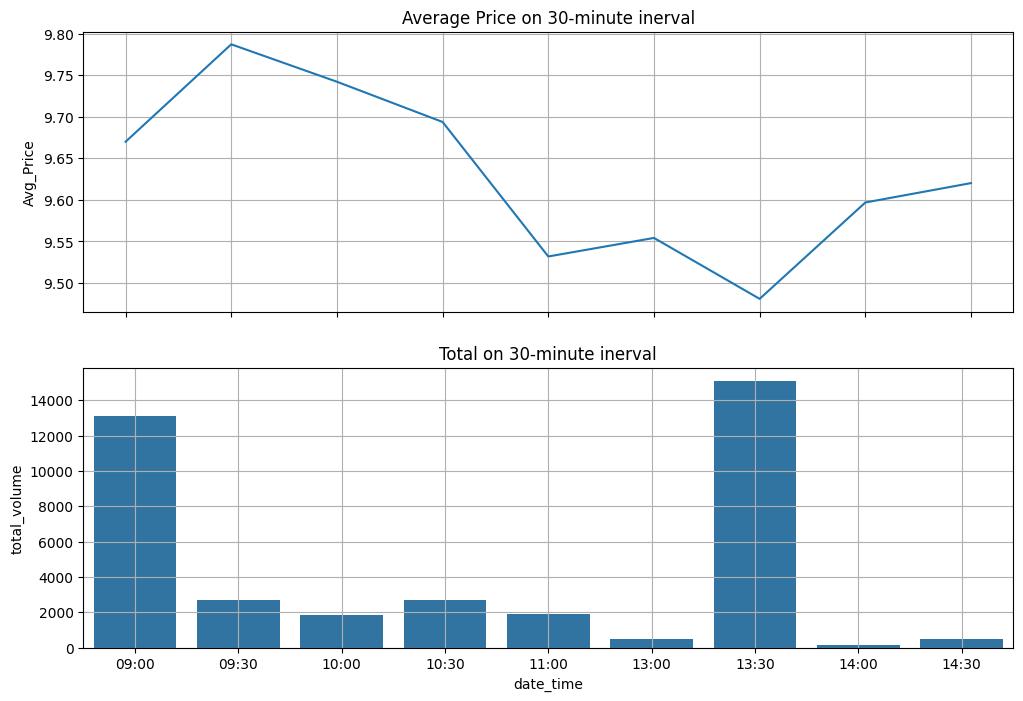 Average Price on 30-minute inerval
9.80
9.75
9.70
9.65
9.60
9.55
9.50
Avg_Price
Total on 30-minute inerval
14000
12000
10000
8000
6000
4000
2000
0
total_volume
09:00 09:30 10:00 10:30 11:00 13:00 13:30 14:00 14:30
date_time